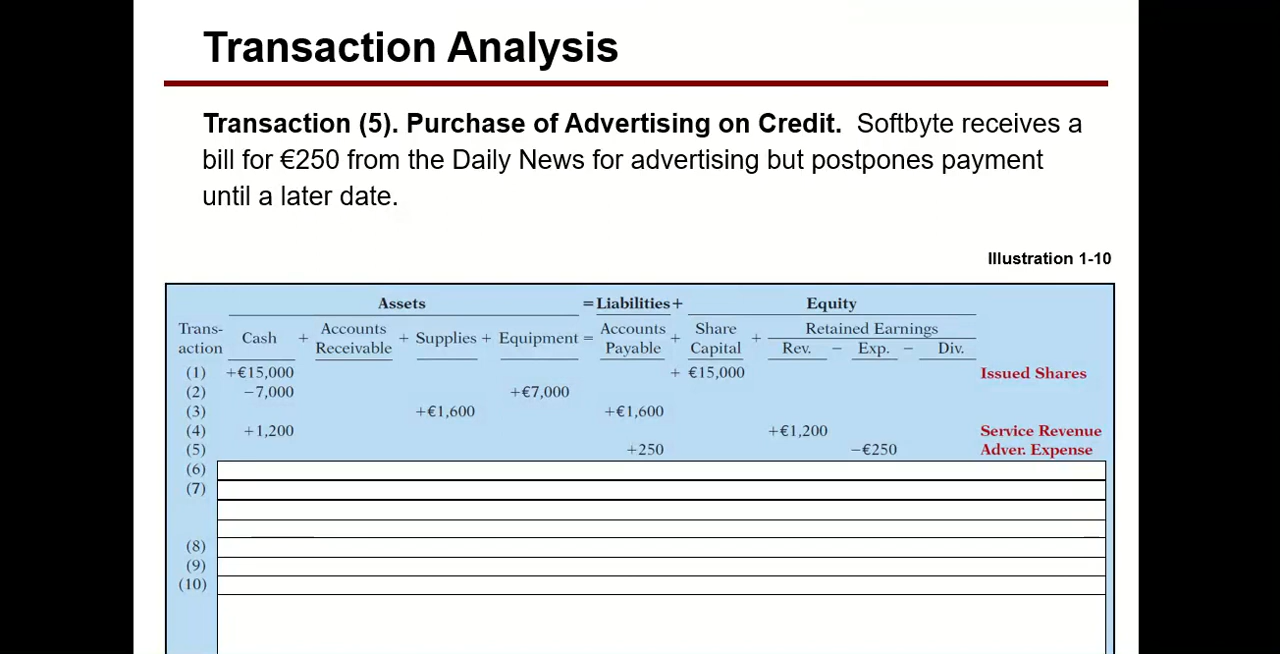 Transaction Analysis
Transaction (5). Purchase of Advertising on Credit. Softbyte receives a
bill for €250 from the Daily News for advertising but postpones payment
until a later date.
Illustration 1-10
Assets = Liabilities + Equity
Trans- Accounts Accounts Share Retained Earnings
action Cash + Receivable + Supplies + Equipment = Payable + Capital + Rev. − Exp. − Div.
(1) +€15,000 + €15,000 Issued Shares
(2) −7,000 +€7,000
(3) +€1,600 +€1,600
(4) +1,200 +€1,200 Service Revenue
(5) +250 −€250 Adver. Expense
(6)
(7)
(8)
(9)
(10)